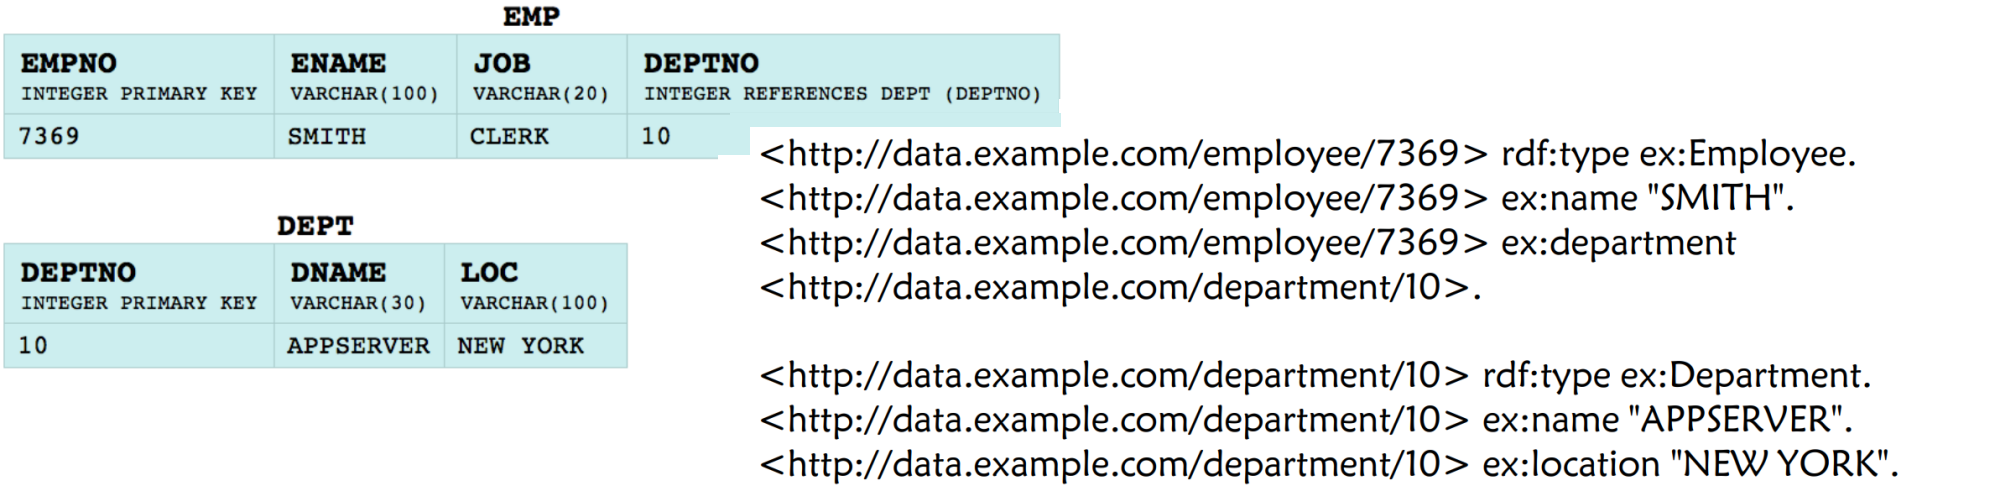 EMP
EMPNO ENAME JOB DEPTNO
INTEGER PRIMARY KEY VARCHAR(100) VARCHAR(20) INTEGER REFERENCES DEPT (DEPTNO)
7369 SMITH CLERK 10
DEPT
DEPTNO DNAME LOC
INTEGER PRIMARY KEY VARCHAR(30) VARCHAR(100)
10 APPSERVER NEW YORK
<http://data.example.com/employee/7369> rdf:type ex:Employee.
<http://data.example.com/employee/7369> ex:name "SMITH".
<http://data.example.com/employee/7369> ex:department
<http://data.example.com/department/10>.
<http://data.example.com/department/10> rdf:type ex:Department.
<http://data.example.com/department/10> ex:name "APPSERVER".
<http://data.example.com/department/10> ex:location "NEW YORK".